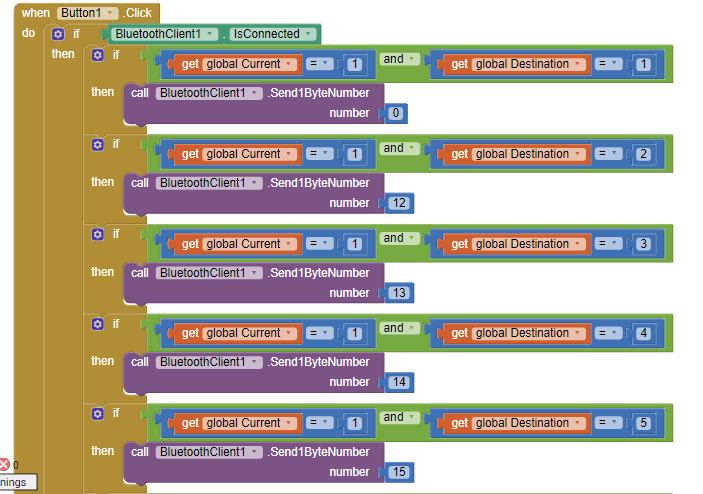 when Button1 .Click
do if BluetoothClient1 . IsConnected
then if get global Current = 1 and get global Destination = 1
then call BluetoothClient1 .Send1ByteNumber
number 0
if get global Current = 1 and get global Destination = 2
then call BluetoothClient1 .Send1ByteNumber
number 12
if get global Current = 1 and get global Destination = 3
then call BluetoothClient1 .Send1ByteNumber
number 13
if get global Current = 1 and get global Destination = 4
then call BluetoothClient1 .Send1ByteNumber
number 14
if get global Current = 1 and get global Destination = 5
then call BluetoothClient1 .Send1ByteNumber
0
number 15
nings